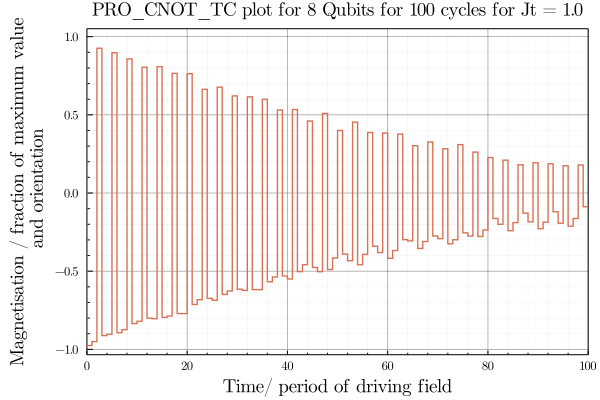 PRO_CNOT_TC plot for 8 Qubits for 100 cycles for Jt = 1.0
Magnetisation / fraction of maximum value
and orientation
1.0
0.5
0.0
−0.5
−1.0
0 20 40 60 80 100
Time/ period of driving field